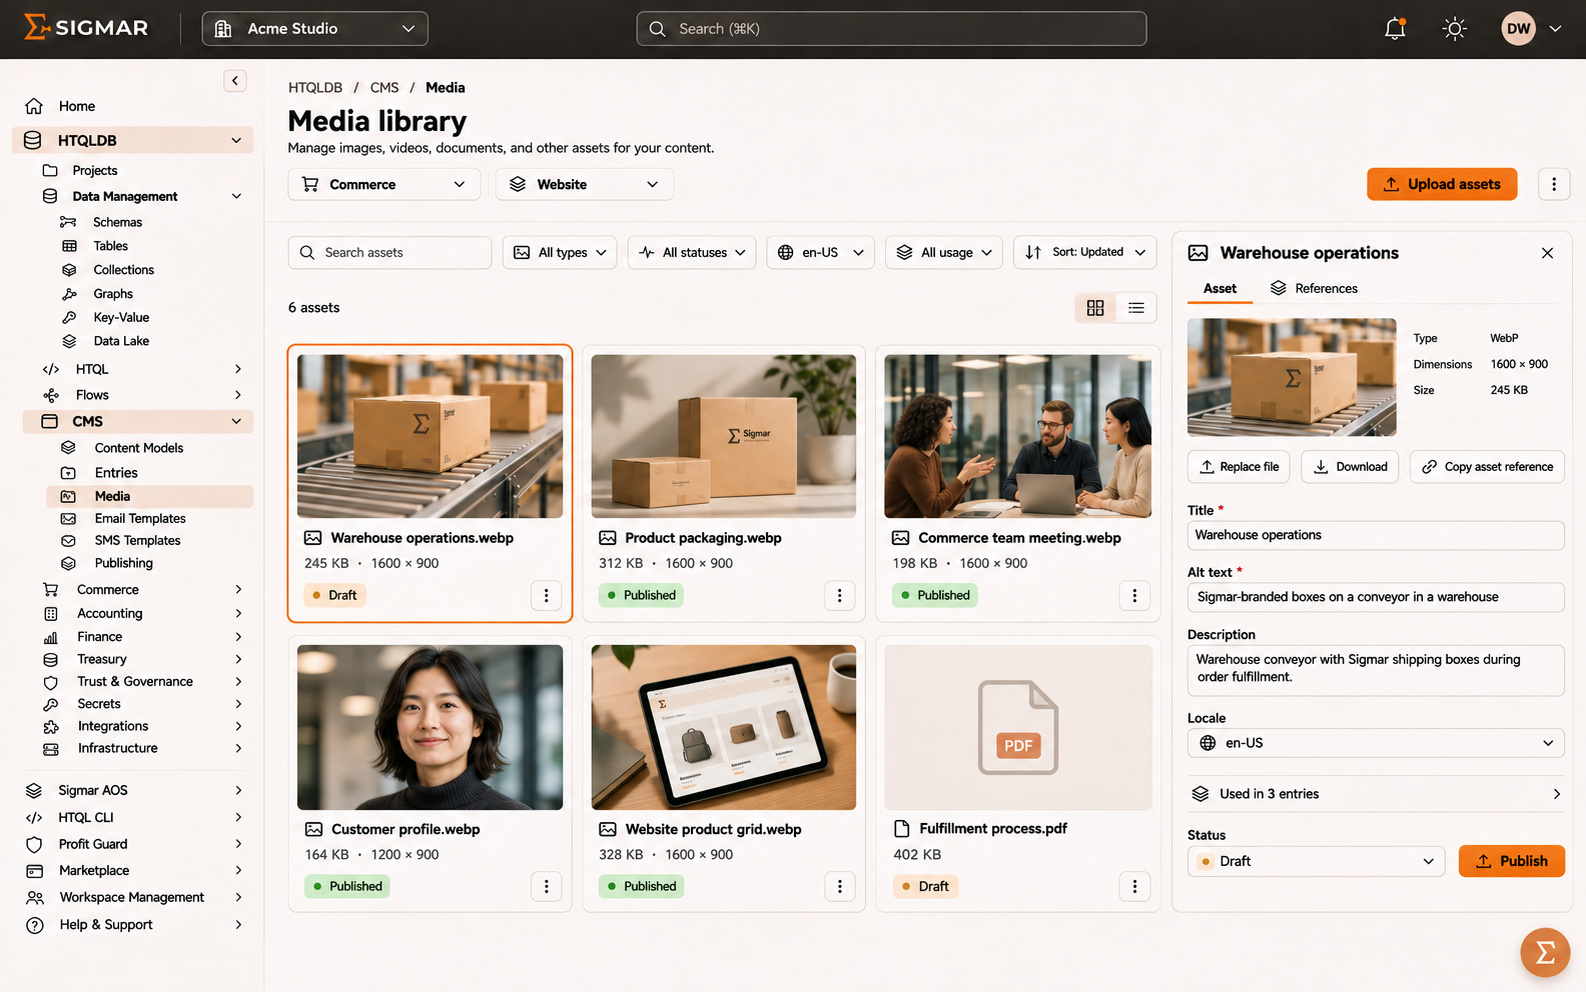 SIGMAR
Acme Studio
Search (⌘K)
DW
Home
HTQLDB
Projects
Data Management
Schemas
Tables
Collections
Graphs
Key-Value
Data Lake
HTQL
Flows
CMS
Content Models
Entries
Media
Email Templates
SMS Templates
Publishing
Commerce
Accounting
Finance
Treasury
Trust & Governance
Secrets
Integrations
Infrastructure
Sigmar AOS
HTQL CLI
Profit Guard
Marketplace
Workspace Management
Help & Support
HTQLDB / CMS / Media
Media library
Manage images, videos, documents, and other assets for your content.
Commerce
Website
Upload assets
Search assets
All types
All statuses
en-US
All usage
Sort: Updated
6 assets
Warehouse operations.webp
245 KB · 1600 × 900
Draft
Sigmar
Product packaging.webp
312 KB · 1600 × 900
Published
Commerce team meeting.webp
198 KB · 1600 × 900
Published
Customer profile.webp
164 KB · 1200 × 900
Published
Website product grid.webp
328 KB · 1600 × 900
Published
PDF
Fulfillment process.pdf
402 KB
Draft
Warehouse operations
Asset
References
Type WebP
Dimensions 1600 × 900
Size 245 KB
Replace file
Download
Copy asset reference
Title *
Warehouse operations
Alt text *
Sigmar-branded boxes on a conveyor in a warehouse
Description
Warehouse conveyor with Sigmar shipping boxes during
order fulfillment.
Locale
en-US
Used in 3 entries
Status
Draft
Publish